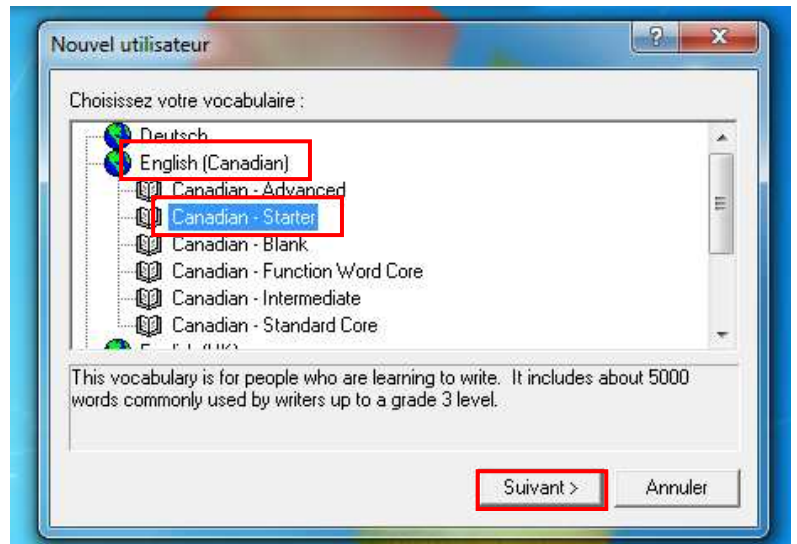 Nouvel utilisateur
?
X
Choisissez votre vocabulaire :
Deutsch
English (Canadian)
Canadian - Advanced
Canadian - Starter
Canadian - Blank
Canadian - Function Word Core
Canadian - Intermediate
Canadian - Standard Core
This vocabulary is for people who are learning to write. It includes about 5000
words commonly used by writers up to a grade 3 level.
Suivant >
Annuler